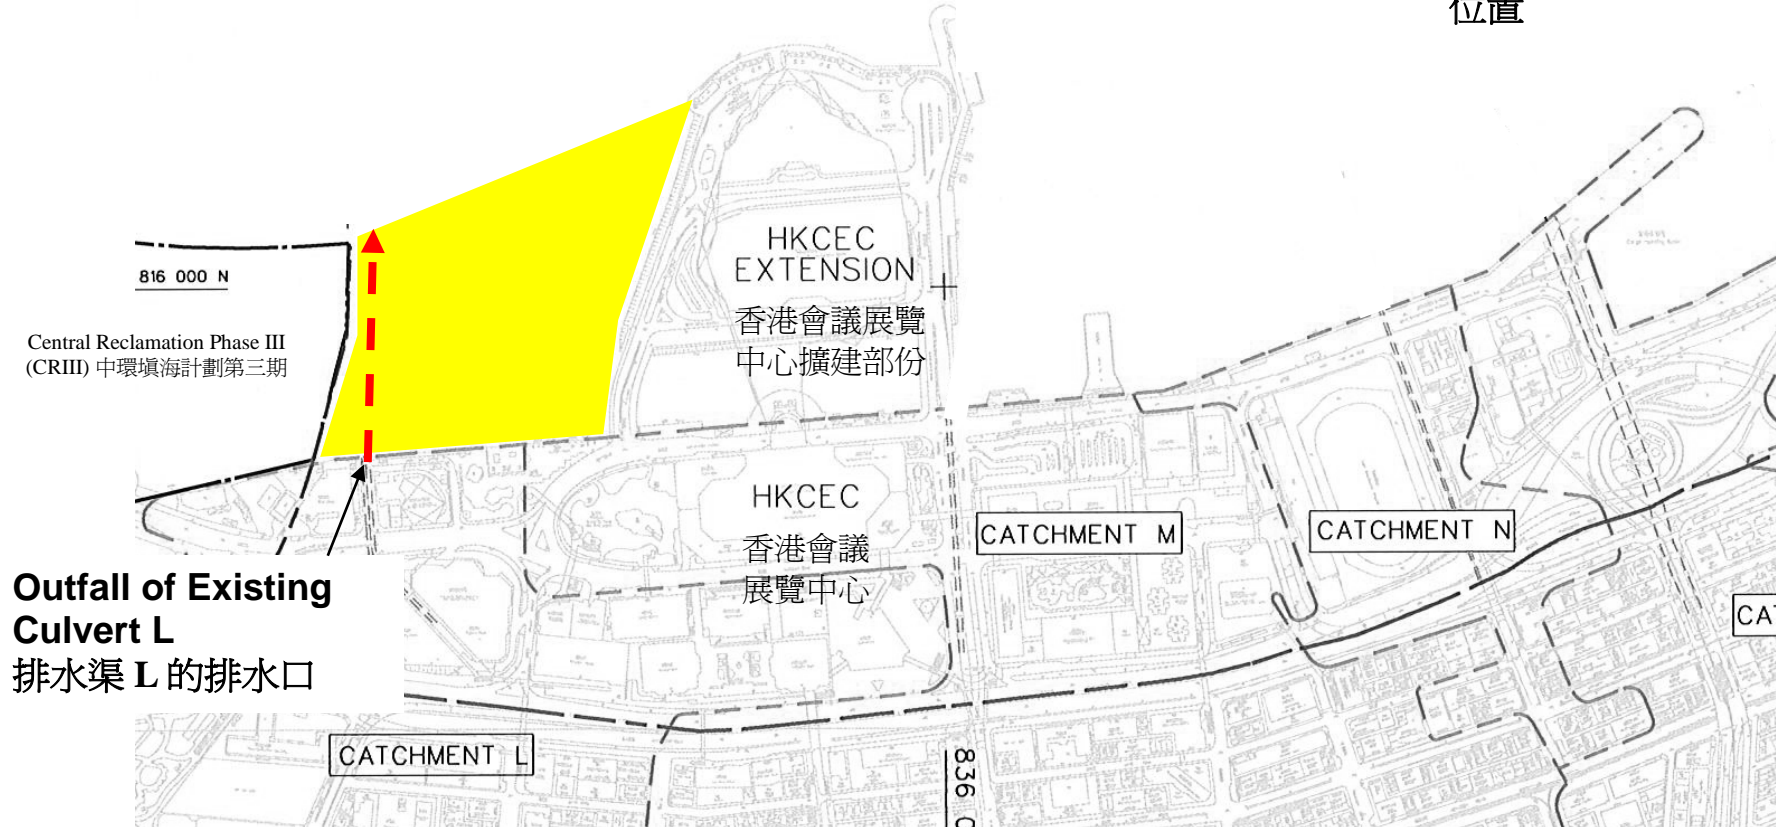 位置
HKCEC
EXTENSION
香港會議展覽
中心擴建部份
816 000 N
Central Reclamation Phase III
(CRIII) 中環填海計劃第三期
HKCEC
香港會議
展覽中心
CATCHMENT M
CATCHMENT N
Outfall of Existing
Culvert L
排水渠 L 的排水口
CA
CATCHMENT L
836 0